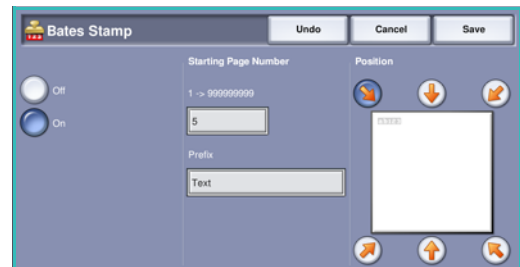 Bates Stamp
Undo
Cancel
Save
Starting Page Number
Position
Off
1 -> 999999999
On
5
Prefix
Text